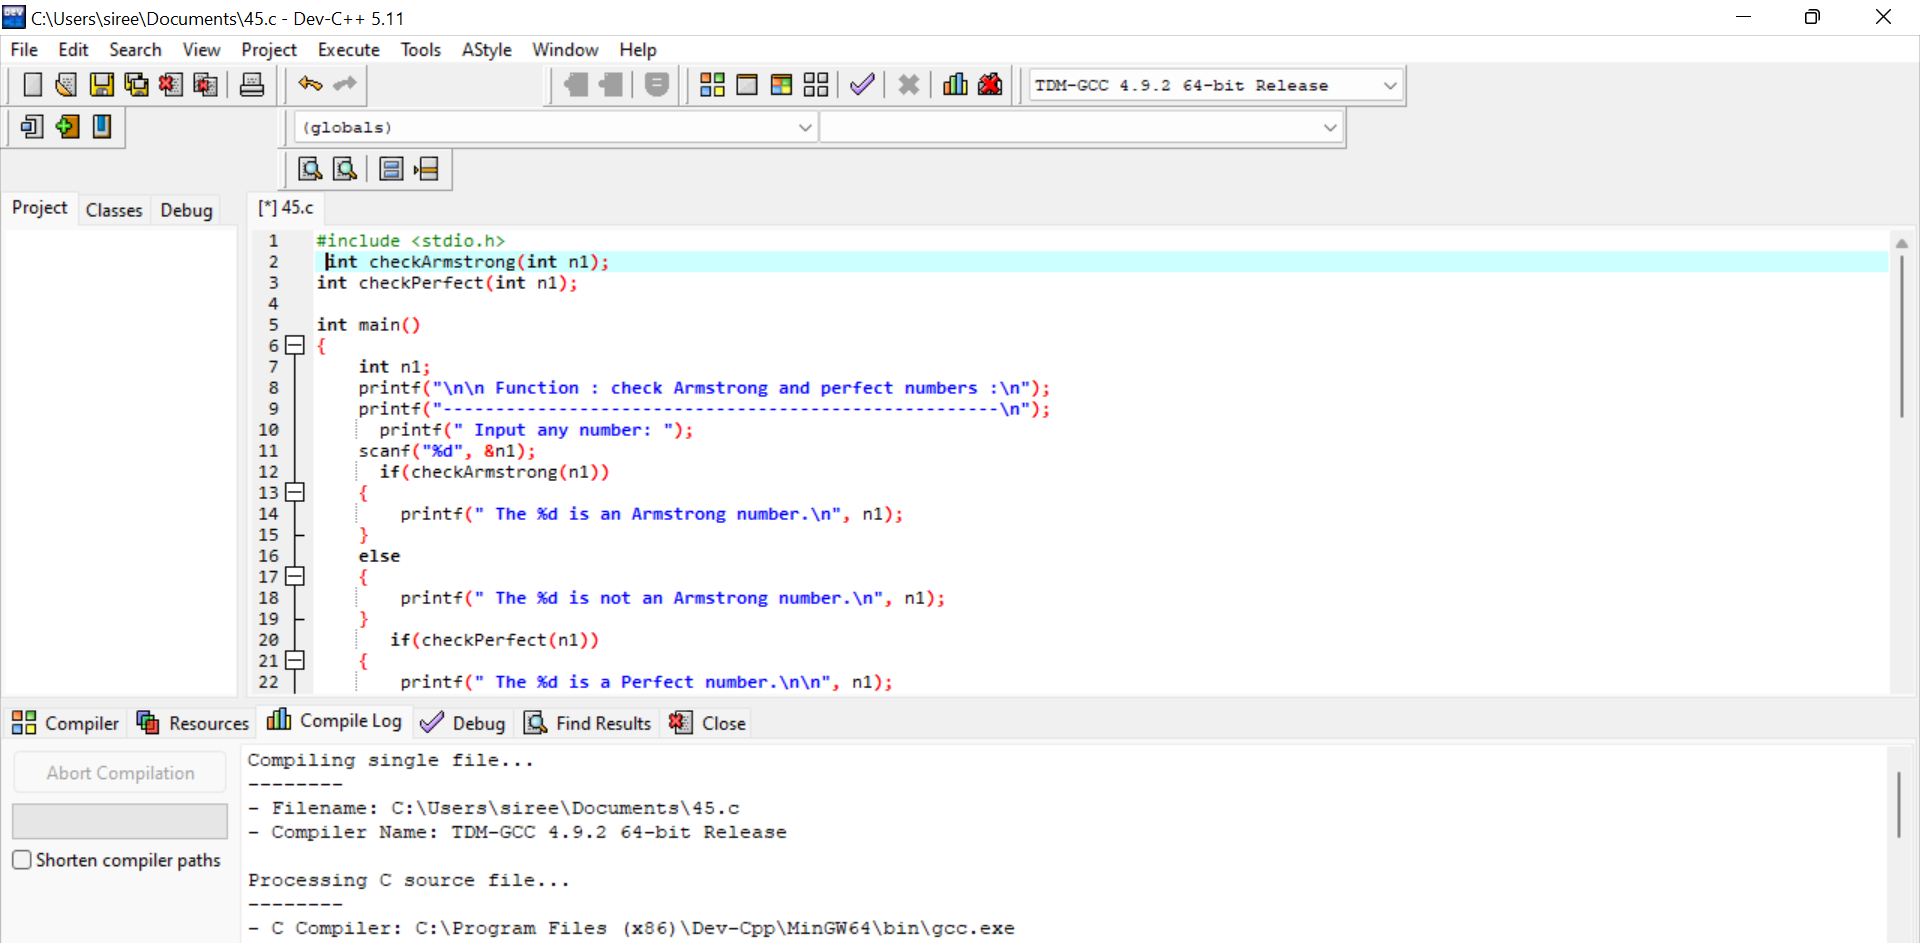 C:\Users\siree\Documents\45.c - Dev-C++ 5.11
File Edit Search View Project Execute Tools AStyle Window Help
TDM-GCC 4.9.2 64-bit Release
(globals)
Project Classes Debug [*] 45.c
1 #include <stdio.h>
2 int checkArmstrong(int n1);
3 int checkPerfect(int n1);
4
5 int main()
6 {
7 int n1;
8 printf("\n\n Function : check Armstrong and perfect numbers :\n");
9 printf("-----------------------------------------------------\n");
10 printf(" Input any number: ");
11 scanf("%d", &n1);
12 if(checkArmstrong(n1))
13 {
14 printf(" The %d is an Armstrong number.\n", n1);
15 }
16 else
17 {
18 printf(" The %d is not an Armstrong number.\n", n1);
19 }
20 if(checkPerfect(n1))
21 {
22 printf(" The %d is a Perfect number.\n\n", n1);
Compiler Resources Compile Log Debug Find Results Close
Abort Compilation
Shorten compiler paths
Compiling single file...
--------
- Filename: C:\Users\siree\Documents\45.c
- Compiler Name: TDM-GCC 4.9.2 64-bit Release
Processing C source file...
--------
- C Compiler: C:\Program Files (x86)\Dev-Cpp\MinGW64\bin\gcc.exe